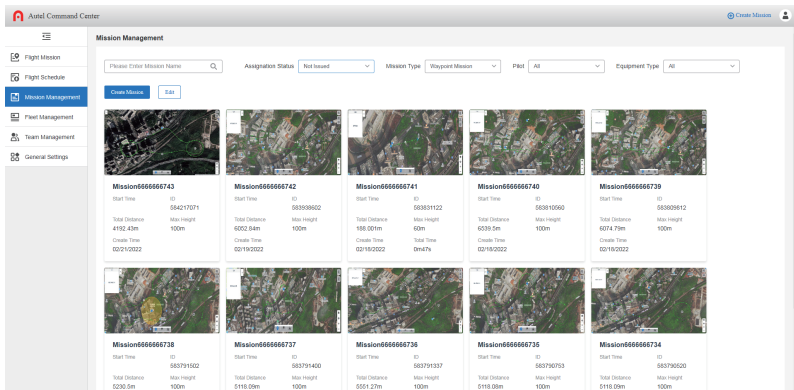 Autel Command Center
Create Mission
Flight Mission
Flight Schedule
Mission Management
Fleet Management
Team Management
General Settings
Mission Management
Please Enter Mission Name
Assignation Status Not Issued
Mission Type Waypoint Mission
Pilot All
Equipment Type All
Create Mission
Edit
Mission6666666743
Start Time ID
584217071
Total Distance Max Height
4192.43m 100m
Create Time
02/21/2022
Mission6666666742
Start Time ID
583938602
Total Distance Max Height
6052.84m 100m
Create Time
02/19/2022
Mission6666666741
Start Time ID
583831122
Total Distance Max Height
188.001m 60m
Create Time Total Time
02/18/2022 0m47s
Mission6666666740
Start Time ID
583810560
Total Distance Max Height
6539.5m 100m
Create Time
02/18/2022
Mission6666666739
Start Time ID
583809812
Total Distance Max Height
6074.79m 100m
Create Time
02/18/2022
Mission6666666738
Start Time ID
583791502
Total Distance Max Height
5230.5m 100m
Mission6666666737
Start Time ID
583791400
Total Distance Max Height
5118.09m 100m
Mission6666666736
Start Time ID
583791337
Total Distance Max Height
5551.27m 100m
Mission6666666735
Start Time ID
583790753
Total Distance Max Height
5118.08m 100m
Mission6666666734
Start Time ID
583790520
Total Distance Max Height
5118.09m 100m